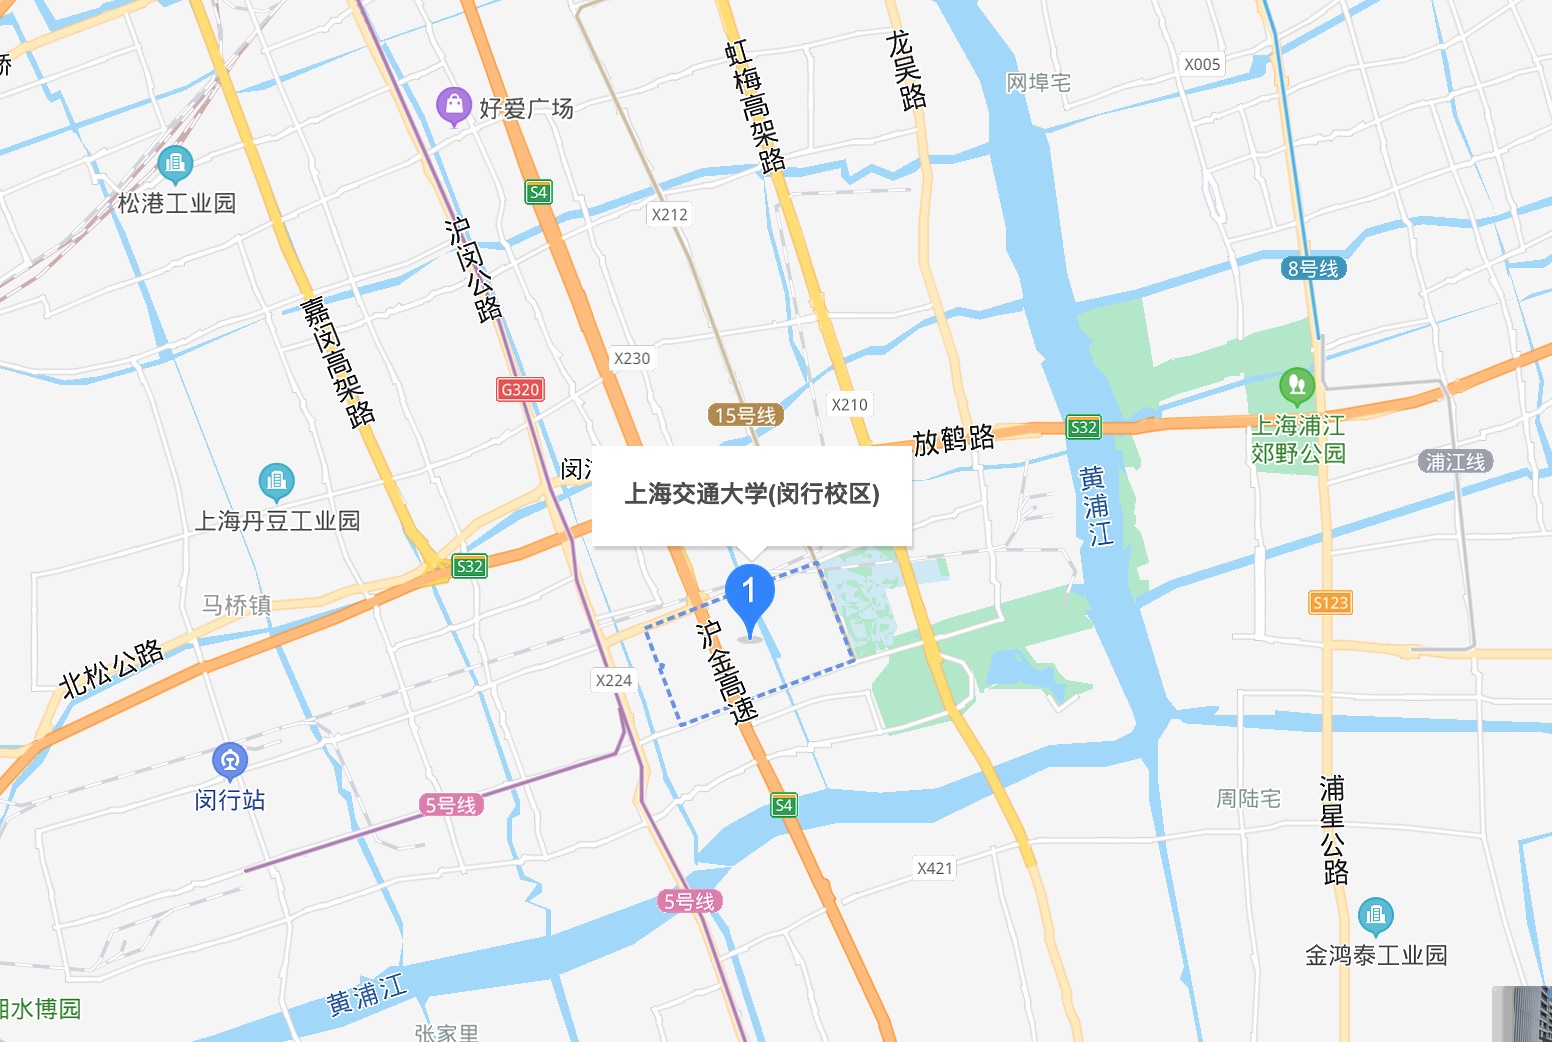 桥
虹梅高架路
龙吴路
网埠宅
X005
好爱广场
松港工业园
S4
X212
沪闵公路
8号线
嘉闵高架路
X230
G320
15号线
X210
放鹤路
S32
上海浦江
郊野公园
浦江线
黄浦江
上海交通大学(闵行校区)
上海丹豆工业园
S32
1
马桥镇
S123
北松公路
X224
沪金高速
闵行站
5号线
S4
周陆宅
浦星公路
X421
5号线
金鸿泰工业园
黄浦江
水博园
张家里